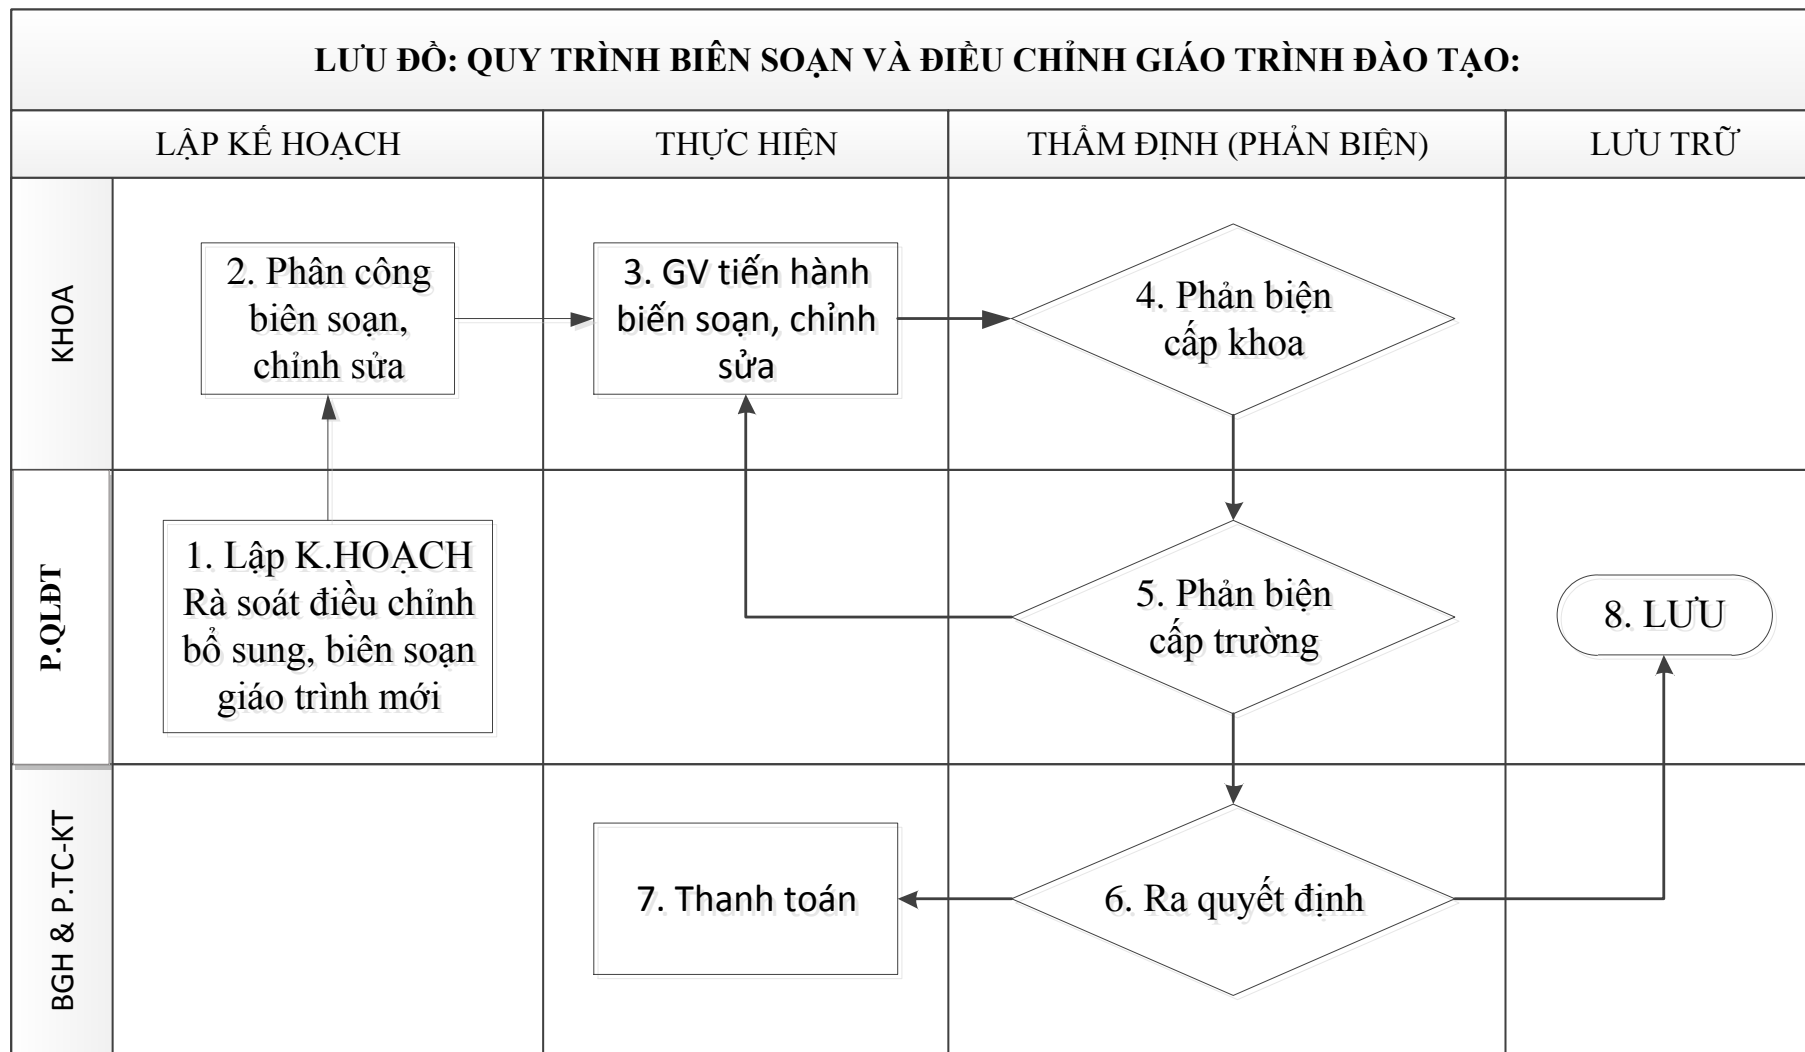 LƯU ĐỒ: QUY TRÌNH BIÊN SOẠN VÀ ĐIỀU CHỈNH GIÁO TRÌNH ĐÀO TẠO:
LẬP KẾ HOẠCH
THỰC HIỆN
THẨM ĐỊNH (PHẢN BIỆN)
LƯU TRỮ
KHOA
2. Phân công
biên soạn,
chỉnh sửa
3. GV tiến hành
biến soạn, chỉnh
sửa
4. Phản biện
cấp khoa
P.QLĐT
1. Lập K.HOẠCH
Rà soát điều chỉnh
bổ sung, biên soạn
giáo trình mới
5. Phản biện
cấp trường
8. LƯU
BGH & P.TC-KT
7. Thanh toán
6. Ra quyết định